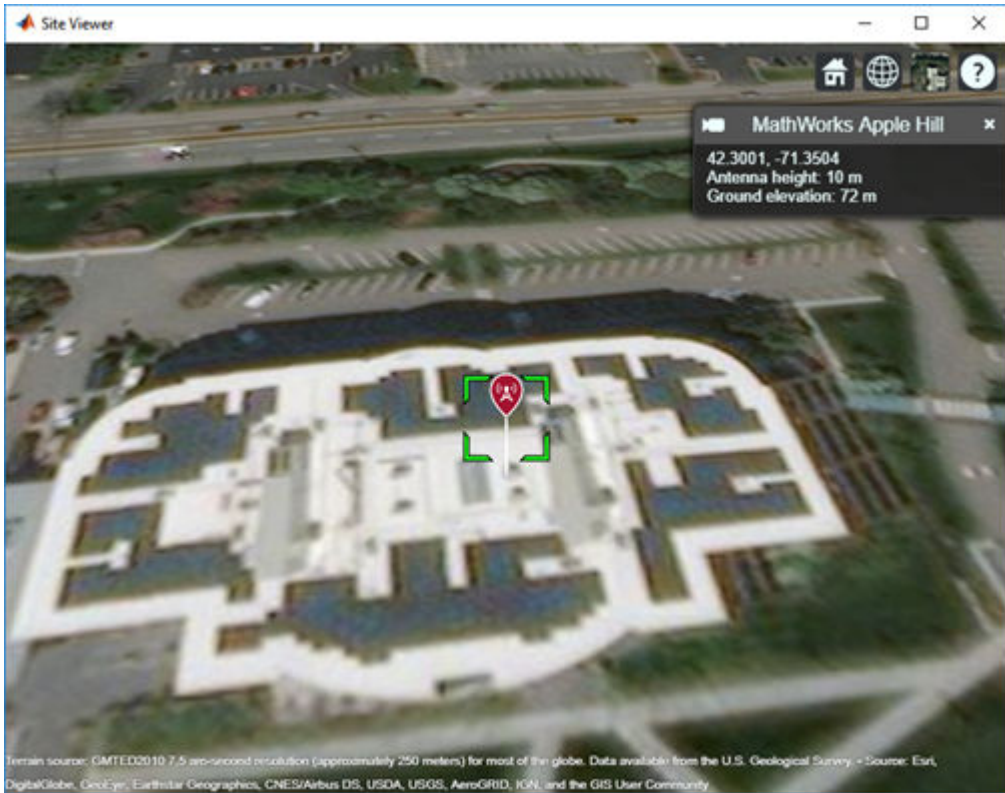 Site Viewer
MathWorks Apple Hill
42.3001, -71.3504
Antenna height: 10 m
Ground elevation: 72 m
Terrain source: GMTED2010 7.5 arc-second resolution (approximately 250 meters) for most of the globe. Data available from the U.S. Geological Survey. • Source: Esri,
DigitalGlobe, GeoEye, Earthstar Geographics, CNES/Airbus DS, USDA, USGS, AeroGRID, IGN, and the GIS User Community